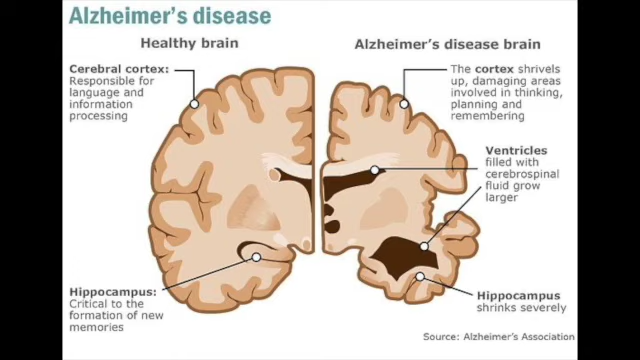 Alzheimer's disease
Healthy brain
Alzheimer's disease brain
Cerebral cortex:
Responsible for
language and
information
processing
The cortex shrivels
up, damaging areas
involved in thinking,
planning and
remembering
Ventricles
filled with
cerebrospinal
fluid grow
larger
Hippocampus:
Critical to the
formation of new
memories
Hippocampus
shrinks severely
Source: Alzheimer's Association